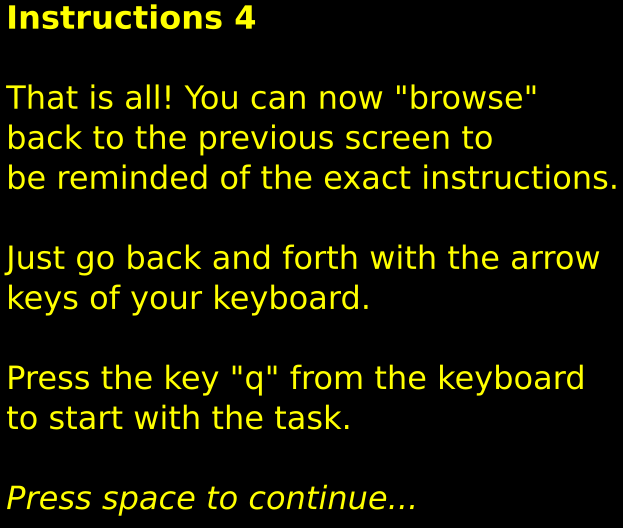 Instructions 4
That is all! You can now "browse"
back to the previous screen to
be reminded of the exact instructions.
Just go back and forth with the arrow
keys of your keyboard.
Press the key "q" from the keyboard
to start with the task.
Press space to continue...